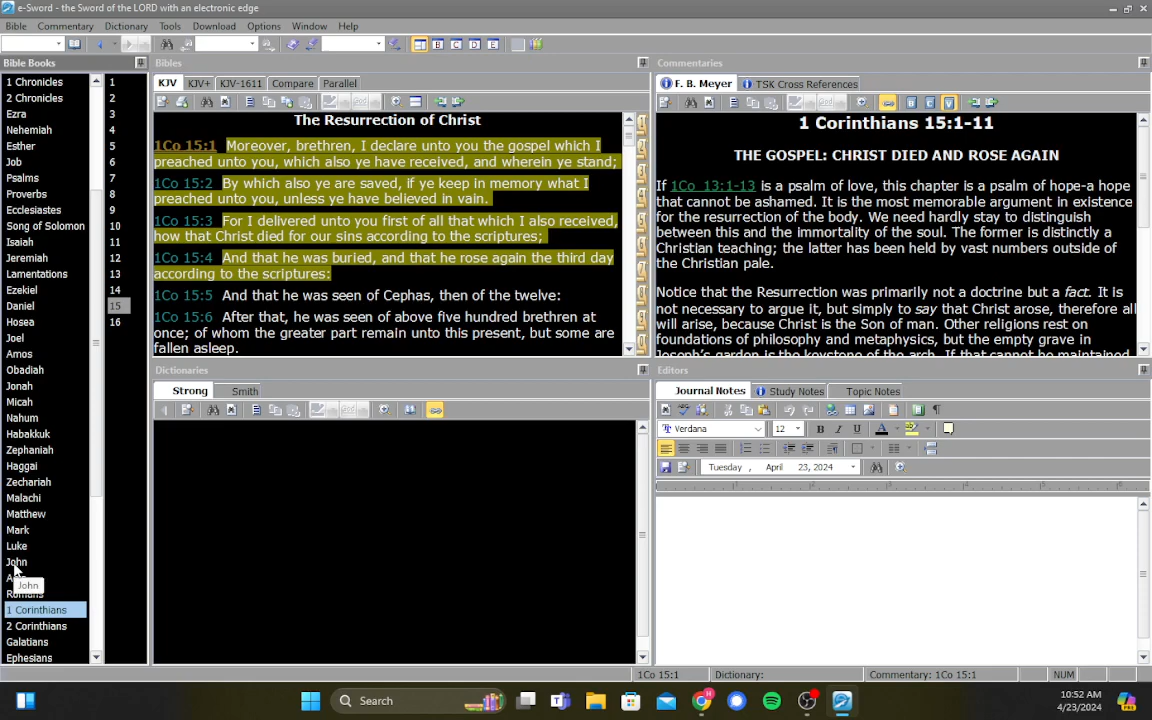 e-Sword - the Sword of the LORD with an electronic edge
Bible Commentary Dictionary Tools Download Options Window Help
B C D E
Bible Books
1 Chronicles
2 Chronicles
Ezra
Nehemiah
Esther
Job
Psalms
Proverbs
Ecclesiastes
Song of Solomon
Isaiah
Jeremiah
Lamentations
Ezekiel
Daniel
Hosea
Joel
Amos
Obadiah
Jonah
Micah
Nahum
Habakkuk
Zephaniah
Haggai
Zechariah
Malachi
Matthew
Mark
Luke
John
John
Romans
1 Corinthians
2 Corinthians
Galatians
Ephesians
1
2
3
4
5
6
7
8
9
10
11
12
13
14
15
16
Bibles
KJV KJV+ KJV-1611 Compare Parallel
The Resurrection of Christ
1Co 15:1 Moreover, brethren, I declare unto you the gospel which I
preached unto you, which also ye have received, and wherein ye stand;
1Co 15:2 By which also ye are saved, if ye keep in memory what I
preached unto you, unless ye have believed in vain.
1Co 15:3 For I delivered unto you first of all that which I also received,
how that Christ died for our sins according to the scriptures;
1Co 15:4 And that he was buried, and that he rose again the third day
according to the scriptures:
1Co 15:5 And that he was seen of Cephas, then of the twelve:
1Co 15:6 After that, he was seen of above five hundred brethren at
once; of whom the greater part remain unto this present, but some are
fallen asleep.
Commentaries
F. B. Meyer TSK Cross References
B C V
1 Corinthians 15:1-11
THE GOSPEL: CHRIST DIED AND ROSE AGAIN
If 1Co 13:1-13 is a psalm of love, this chapter is a psalm of hope-a hope
that cannot be ashamed. It is the most memorable argument in existence
for the resurrection of the body. We need hardly stay to distinguish
between this and the immortality of the soul. The former is distinctly a
Christian teaching; the latter has been held by vast numbers outside of
the Christian pale.
Notice that the Resurrection was primarily not a doctrine but a fact. It is
not necessary to argue it, but simply to say that Christ arose, therefore all
will arise, because Christ is the Son of man. Other religions rest on
foundations of philosophy and metaphysics, but the empty grave in
Joseph's garden is the keystone of the arch. If that cannot be maintained
Dictionaries
Strong Smith
Editors
Journal Notes Study Notes Topic Notes
Verdana 12 B I U A
Tuesday , April 23, 2024
1Co 15:1 Dictionary: Commentary: 1Co 15:1 NUM
Search
10:52 AM
4/23/2024